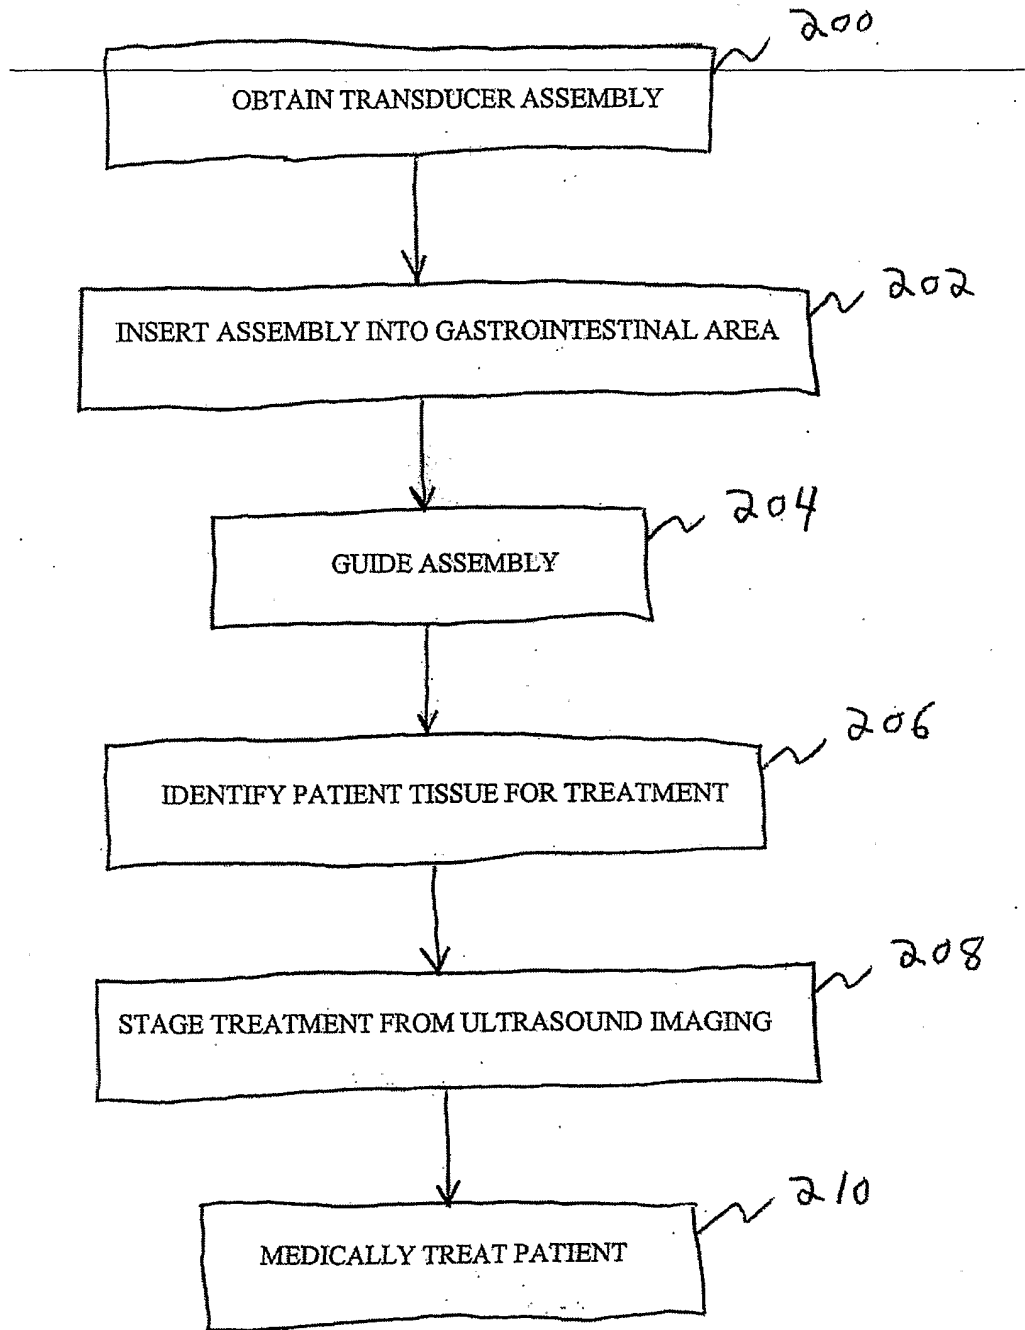 200
OBTAIN TRANSDUCER ASSEMBLY
202
INSERT ASSEMBLY INTO GASTROINTESTINAL AREA
204
GUIDE ASSEMBLY
206
IDENTIFY PATIENT TISSUE FOR TREATMENT
208
STAGE TREATMENT FROM ULTRASOUND IMAGING
210
MEDICALLY TREAT PATIENT